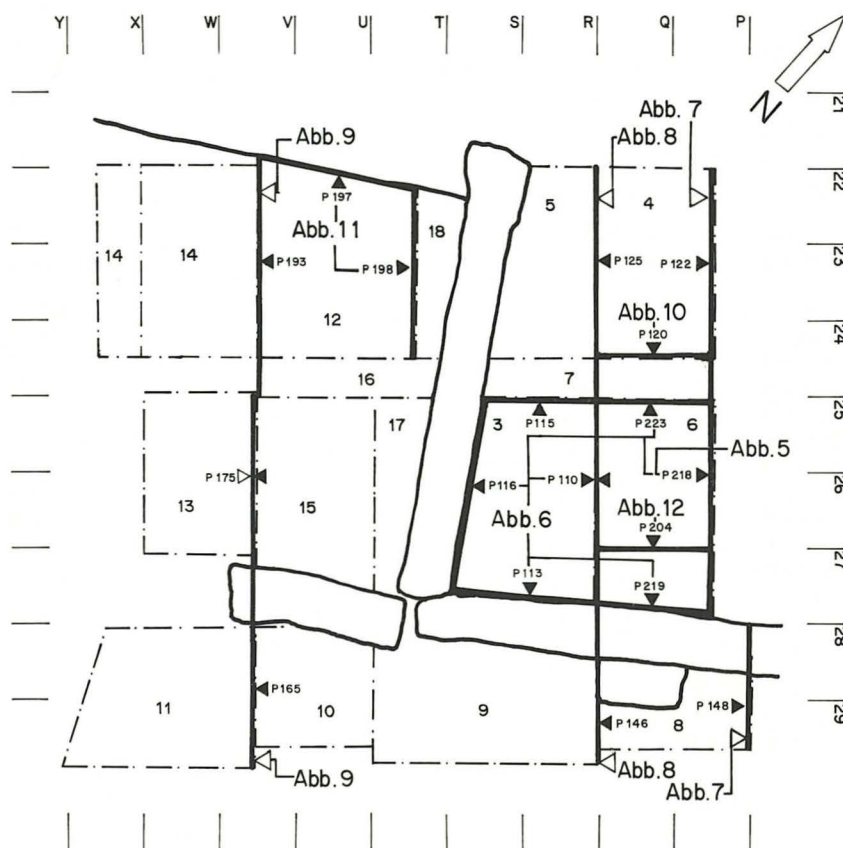 Y X W V U T S R Q P
N
21
Abb. 7
Abb. 9 Abb. 8
22
P 197 5 4
Abb. 11 18
14 14 P 193 P 198 P 125 P 122 23
12 Abb. 10
P 120 24
16 7
25
17 3 P 115 P 223 6
Abb. 5
P 175 P 116 P 110 P 218 26
13 15 Abb. 6 Abb. 12
P 204
27
P 113 P 219
28
P 165 P 148
11 10 9 P 146 8 29
Abb. 9 Abb. 8
Abb. 7